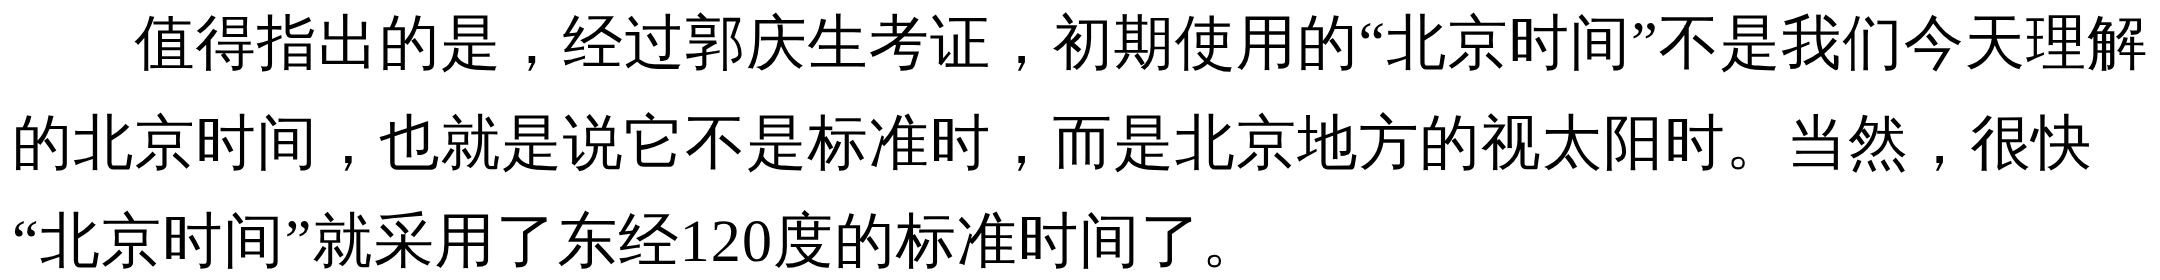 值得指出的是，经过郭庆生考证，初期使用的“北京时间”不是我们今天理解
的北京时间，也就是说它不是标准时，而是北京地方的视太阳时。当然，很快
“北京时间”就采用了东经120度的标准时间了。